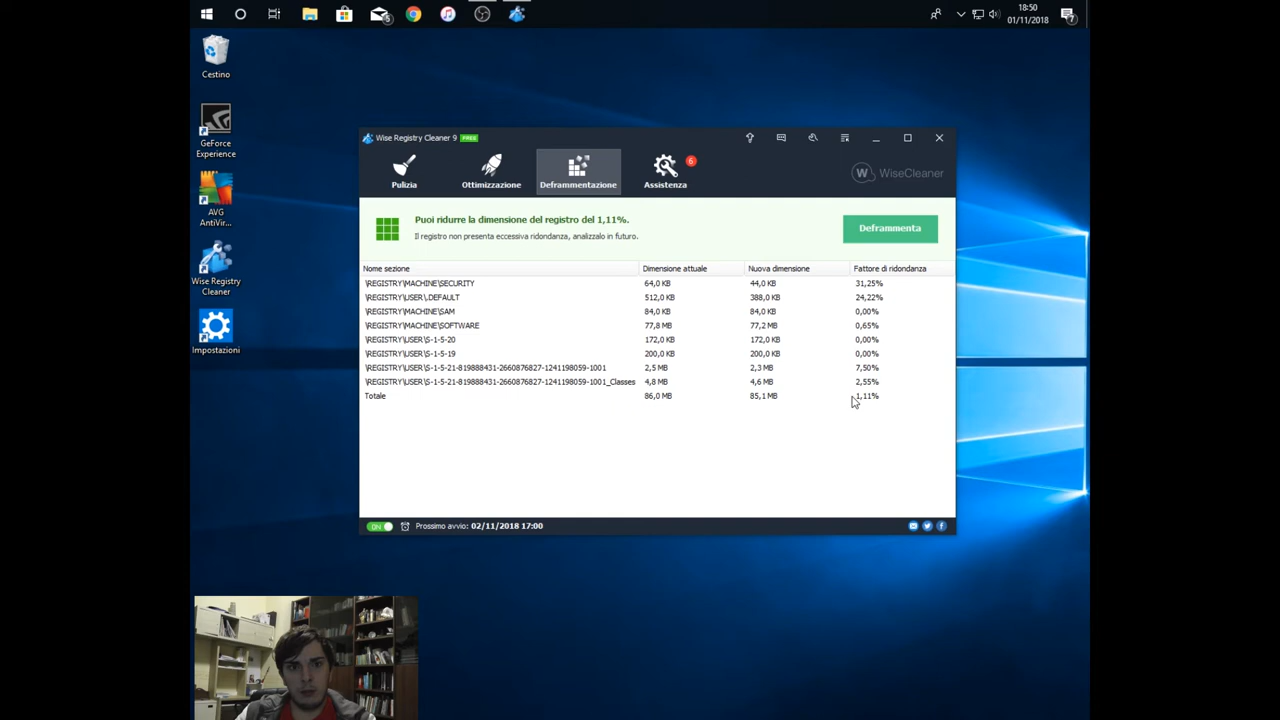 5
18:50
01/11/2018
7
Cestino
GeForce
Experience
AVG
AntiVir...
Wise Registry
Cleaner
Impostazioni
Wise Registry Cleaner 9 FREE
Pulizia
Ottimizzazione
Deframmentazione
Assistenza
6
W WiseCleaner
Puoi ridurre la dimensione del registro del 1,11%.
Il registro non presenta eccessiva ridondanza, analizzalo in futuro.
Deframmenta
Nome sezione Dimensione attuale Nuova dimensione Fattore di ridondanza
\REGISTRY\MACHINE\SECURITY 64,0 KB 44,0 KB 31,25%
\REGISTRY\USER\.DEFAULT 512,0 KB 388,0 KB 24,22%
\REGISTRY\MACHINE\SAM 84,0 KB 84,0 KB 0,00%
\REGISTRY\MACHINE\SOFTWARE 77,8 MB 77,2 MB 0,65%
\REGISTRY\USER\S-1-5-20 172,0 KB 172,0 KB 0,00%
\REGISTRY\USER\S-1-5-19 200,0 KB 200,0 KB 0,00%
\REGISTRY\USER\S-1-5-21-819888431-2660876827-1241198059-1001 2,5 MB 2,3 MB 7,50%
\REGISTRY\USER\S-1-5-21-819888431-2660876827-1241198059-1001_Classes 4,8 MB 4,6 MB 2,55%
Totale 86,0 MB 85,1 MB 1,11%
ON Prossimo avvio: 02/11/2018 17:00